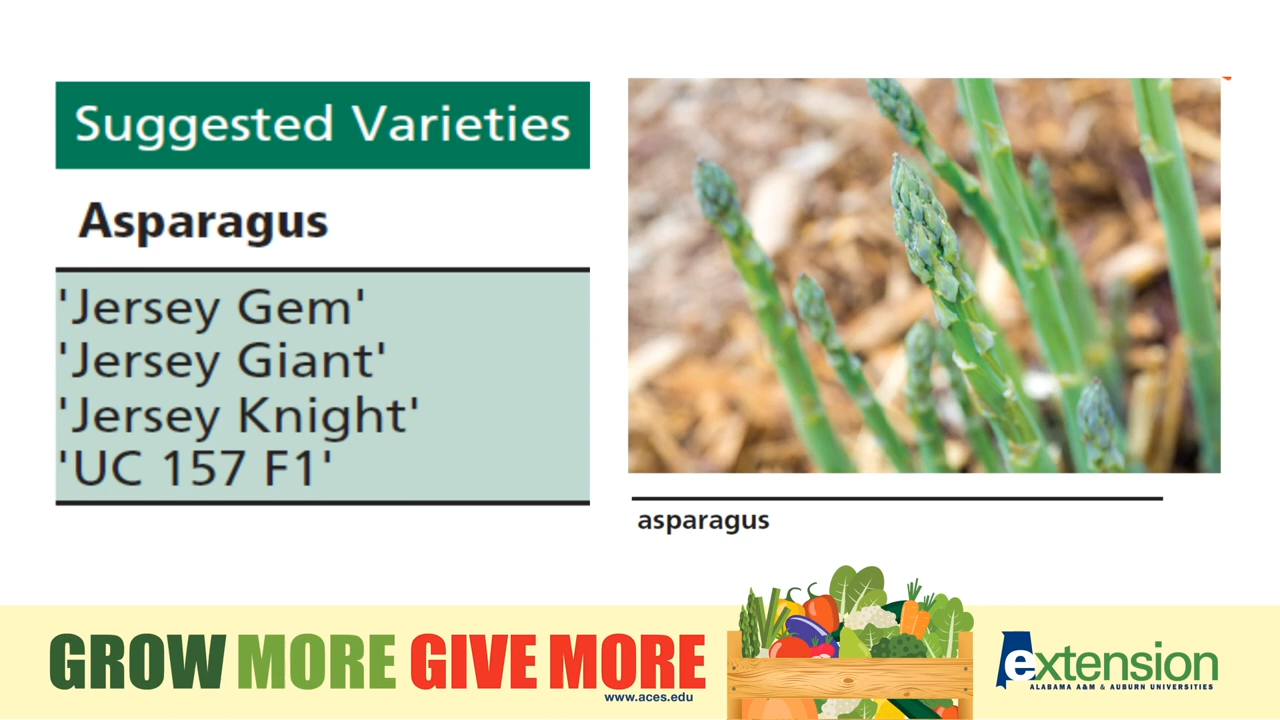 Suggested Varieties
Asparagus
'Jersey Gem'
'Jersey Giant'
'Jersey Knight'
'UC 157 F1'
asparagus
GROW MORE GIVE MORE
www.aces.edu
extension
ALABAMA A&M & AUBURN UNIVERSITIES